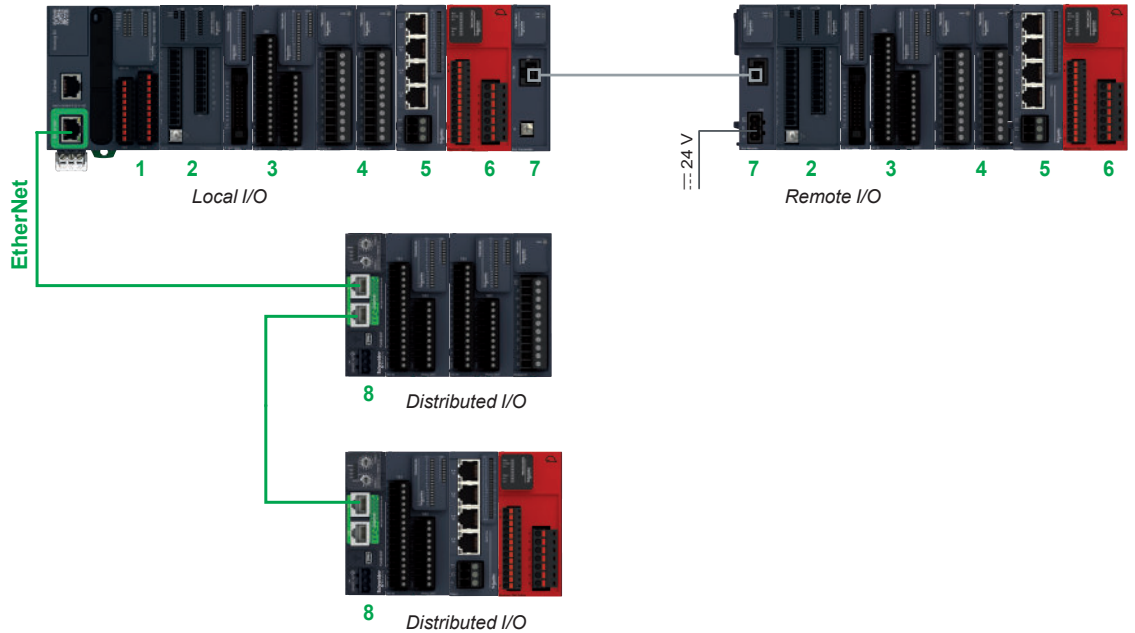 1 2 3 4 5 6 7
Local I/O
24 V
7 2 3 4 5 6
Remote I/O
EtherNet
8
Distributed I/O
8
Distributed I/O